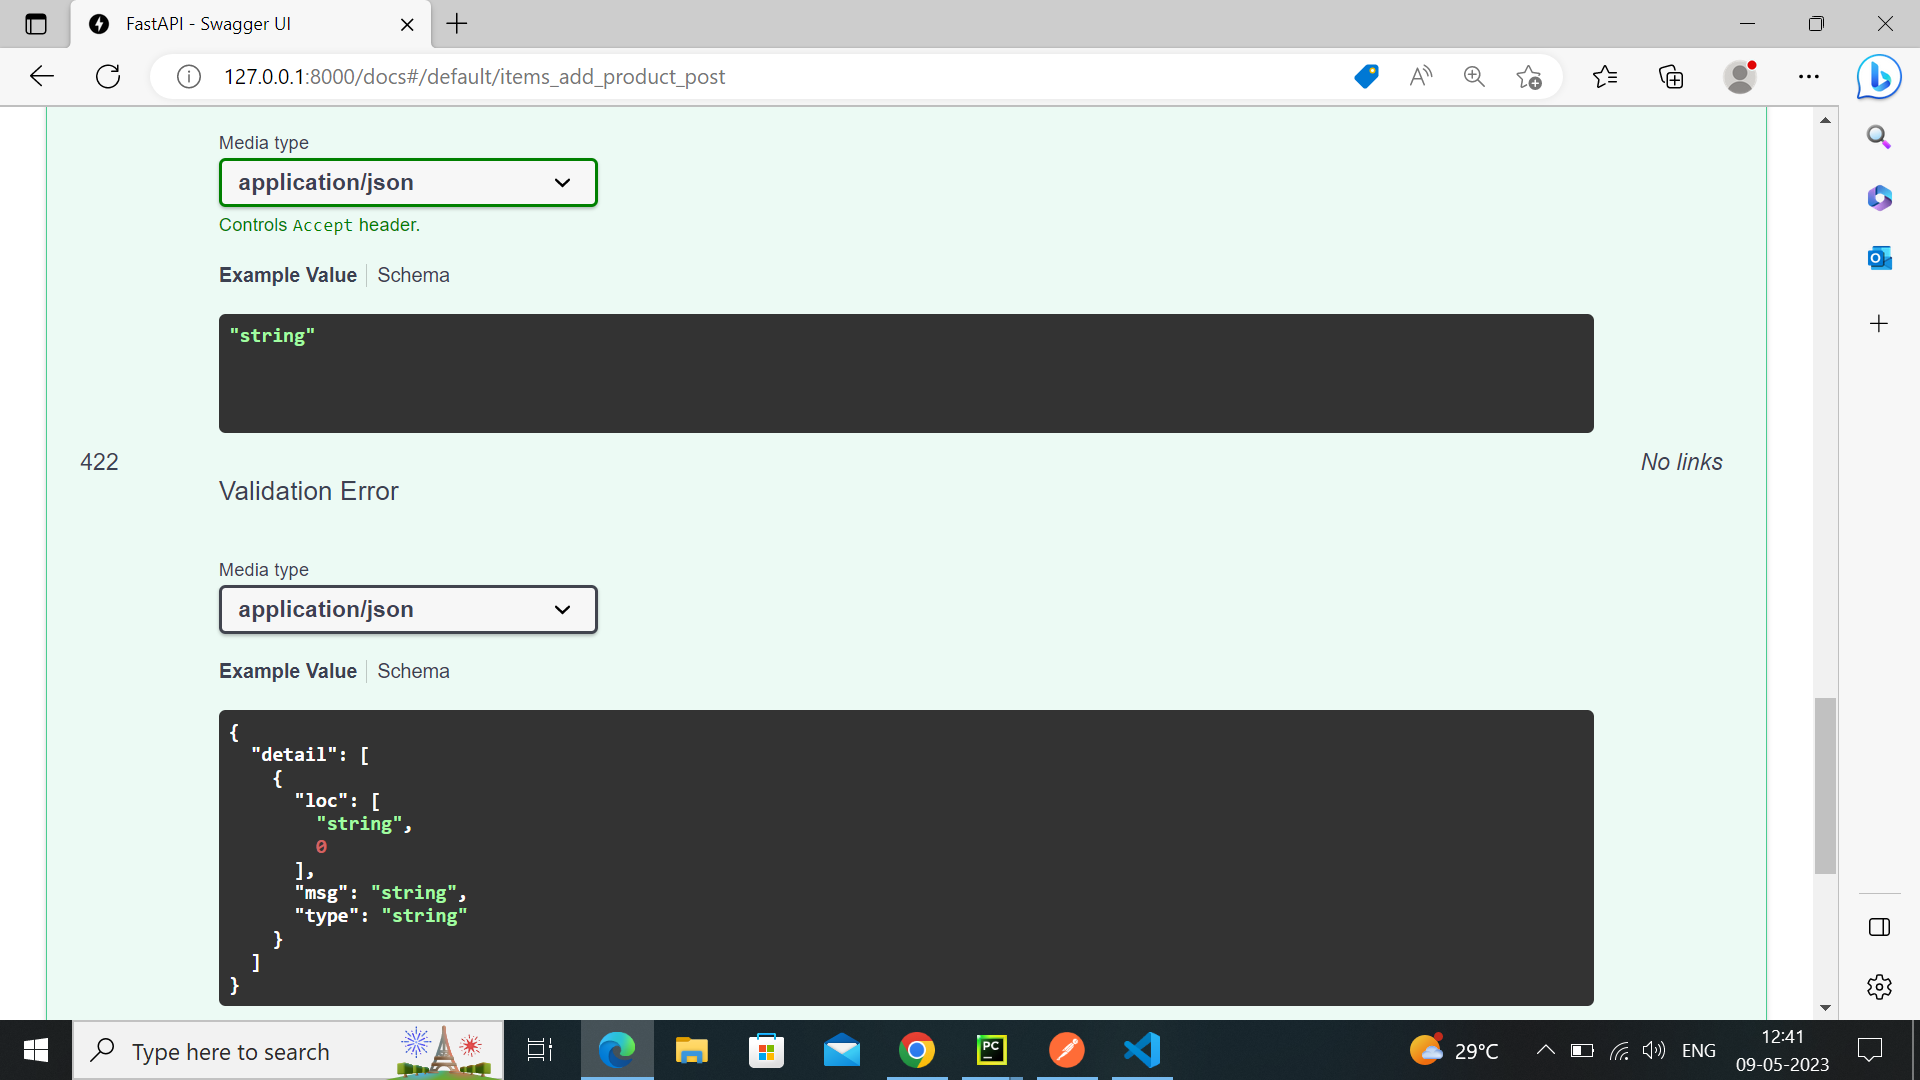 FastAPI - Swagger UI
127.0.0.1:8000/docs#/default/items_add_product_post
Media type
application/json
Controls Accept header.
Example Value
Schema
"string"
422
No links
Validation Error
Media type
application/json
Example Value
Schema
{
"detail": [
{
"loc": [
"string",
0
],
"msg": "string",
"type": "string"
}
]
}
Type here to search
PC
29°C
ENG
12:41
09-05-2023